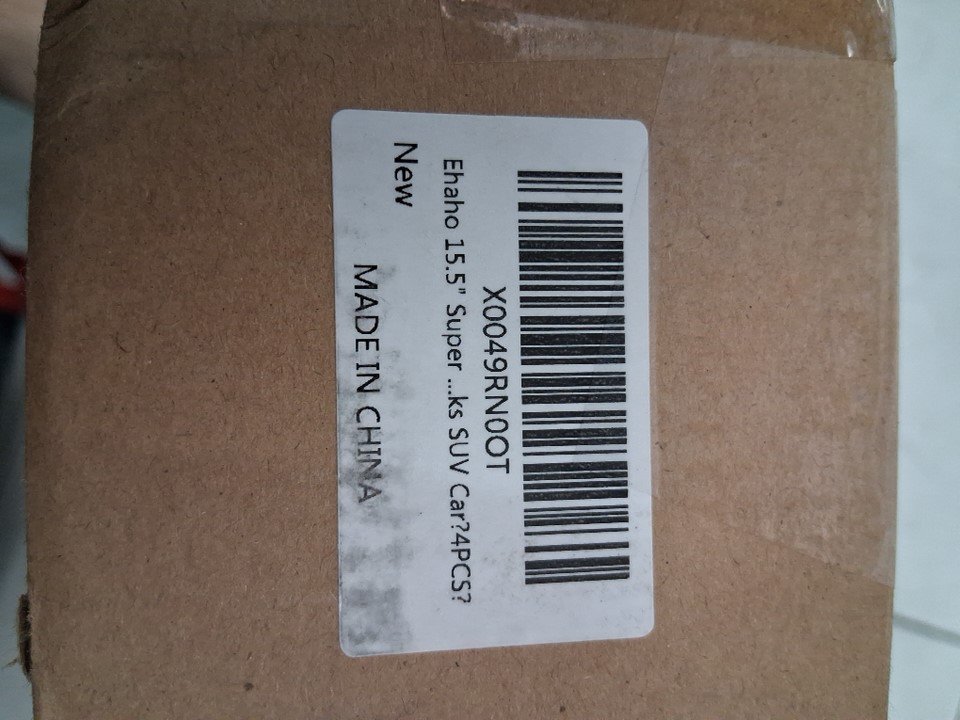 X0049RN0OT
Ehaho 15.5" Super ...ks SUV Car?4PCS?
New
MADE IN CHINA